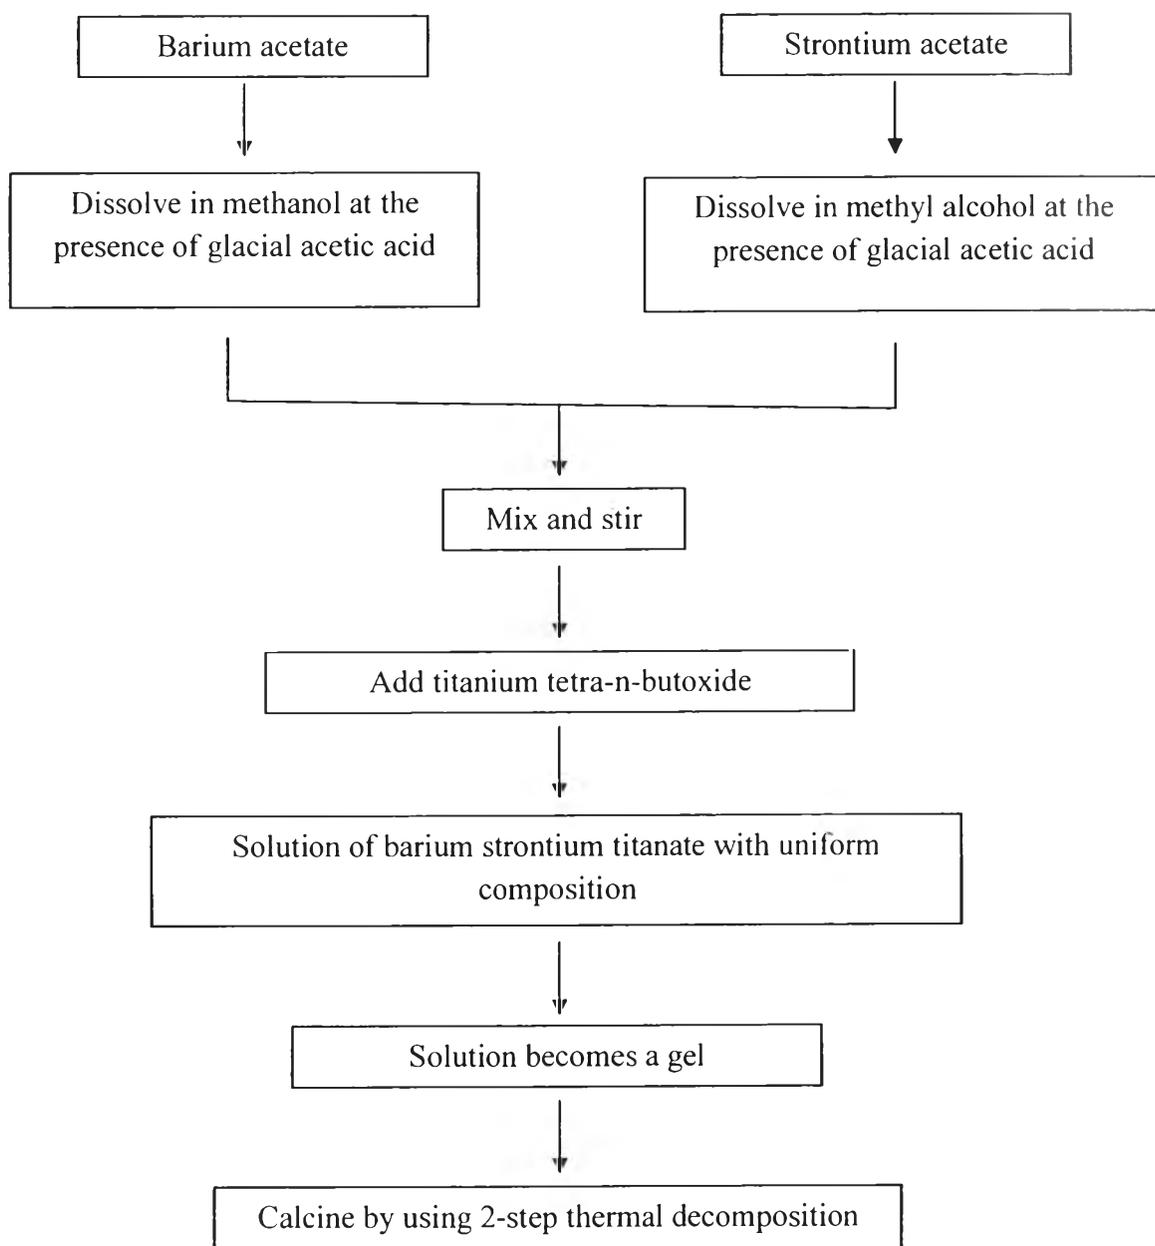 Barium acetate
Strontium acetate
Dissolve in methanol at the
presence of glacial acetic acid
Dissolve in methyl alcohol at the
presence of glacial acetic acid
Mix and stir
Add titanium tetra-n-butoxide
Solution of barium strontium titanate with uniform
composition
Solution becomes a gel
Calcine by using 2-step thermal decomposition